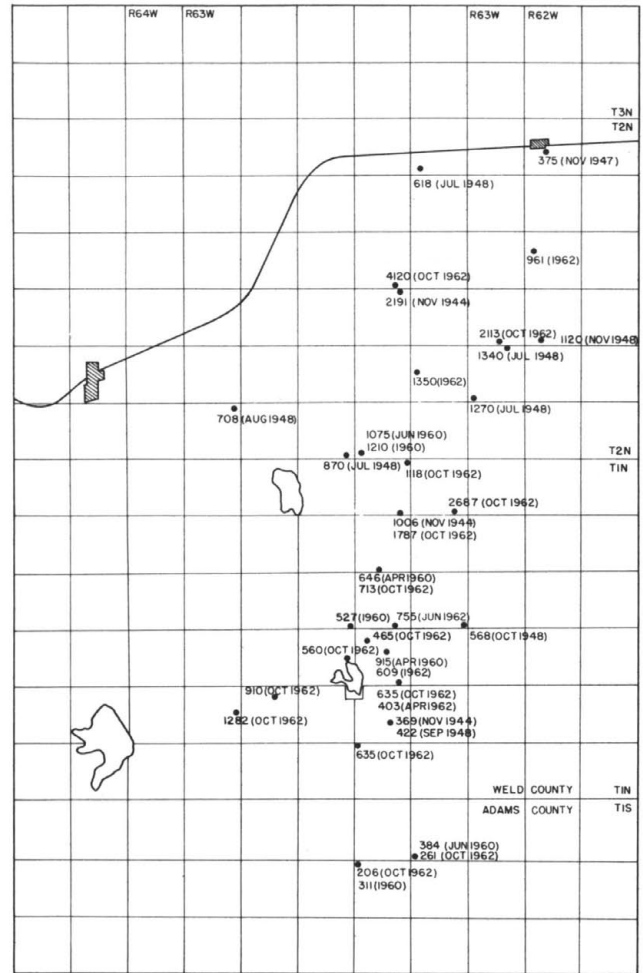 R64W R63W R63W R62W
T3N
T2N
375 (NOV 1947)
618 (JUL 1948)
961 (1962)
4120 (OCT 1962)
2191 (NOV 1944)
2113 (OCT 1962)
1120 (NOV 1948)
1340 (JUL 1948)
1350 (1962)
1270 (JUL 1948)
708 (AUG 1948)
1075 (JUN 1960)
1210 (1960)
870 (JUL 1948)
1118 (OCT 1962)
T2N
T1N
2687 (OCT 1962)
1006 (NOV 1944)
1787 (OCT 1962)
646 (APR 1960)
713 (OCT 1962)
527 (1960)
755 (JUN 1962)
465 (OCT 1962)
568 (OCT 1948)
560 (OCT 1962)
915 (APR 1960)
609 (1962)
910 (OCT 1962)
635 (OCT 1962)
403 (APR 1962)
1282 (OCT 1962)
369 (NOV 1944)
422 (SEP 1948)
635 (OCT 1962)
WELD COUNTY T1N
ADAMS COUNTY T1S
384 (JUN 1960)
261 (OCT 1962)
206 (OCT 1962)
311 (1960)